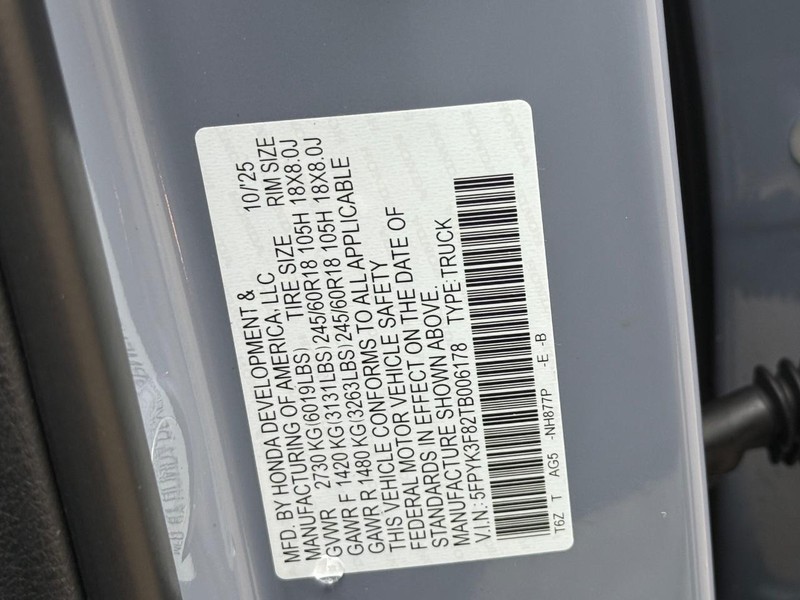 MFD. BY HONDA DEVELOPMENT & 10/'25
MANUFACTURING OF AMERICA, LLC RIM SIZE
TIRE SIZE
GVWR 2730 KG(6019LBS)
GAWR F 1420 KG(3131LBS) 245/60R18 105H 18X8.0J
GAWR R 1480 KG(3263LBS) 245/60R18 105H 18X8.0J
THIS VEHICLE CONFORMS TO ALL APPLICABLE
FEDERAL MOTOR VEHICLE SAFETY
STANDARDS IN EFFECT ON THE DATE OF
MANUFACTURE SHOWN ABOVE.
V.I.N.: 5FPYK3F82TB006178 TYPE:TRUCK
T6Z T AG5 -NH877P -E -B